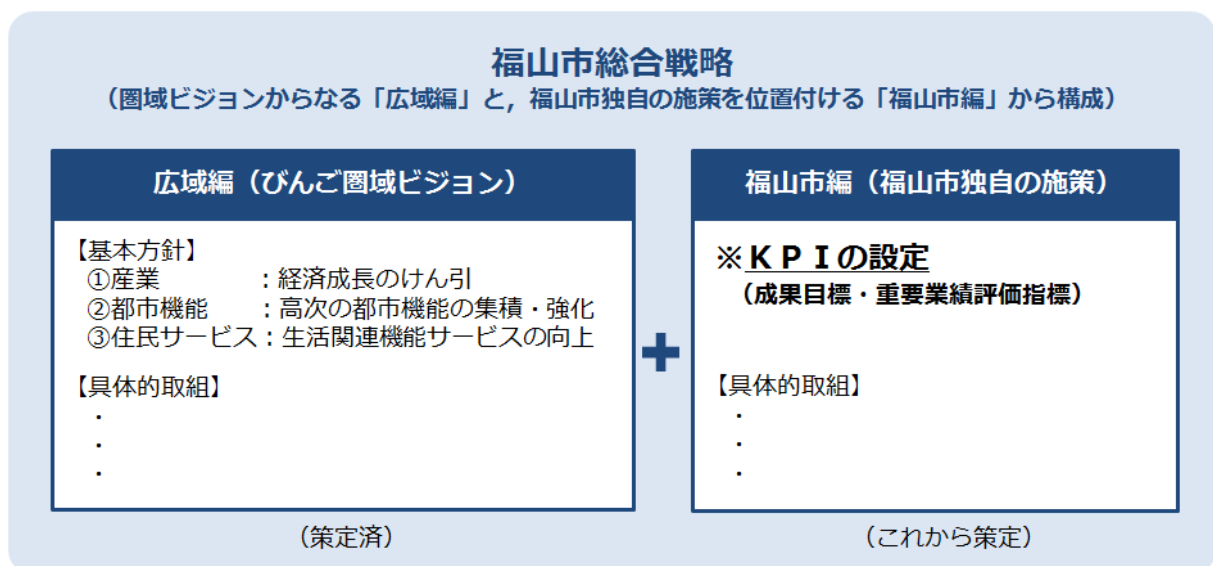 福山市総合戦略
（圏域ビジョンからなる「広域編」と，福山市独自の施策を位置付ける「福山市編」から構成）
広域編（びんご圏域ビジョン）
【基本方針】
①産業　　　　：経済成長のけん引
②都市機能　　：高次の都市機能の集積・強化
③住民サービス：生活関連機能サービスの向上
【具体的取組】
・
・
・
（策定済）
＋
福山市編（福山市独自の施策）
※ＫＰＩの設定
（成果目標・重要業績評価指標）
【具体的取組】
・
・
・
（これから策定）